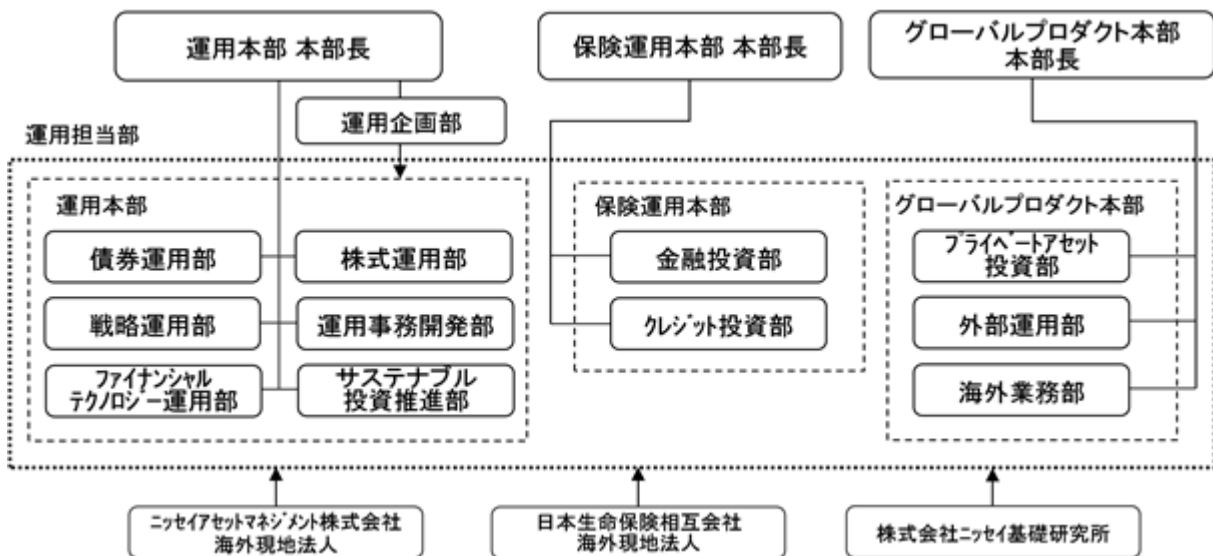 運用本部 本部長
保険運用本部 本部長
グローバルプロダクト本部
本部長
運用企画部
運用担当部
運用本部
債券運用部
株式運用部
戦略運用部
運用事務開発部
ファイナンシャル
テクノロジー運用部
サステナブル
投資推進部
保険運用本部
金融投資部
クレジット投資部
グローバルプロダクト本部
プライベートアセット
投資部
外部運用部
海外業務部
ニッセイアセットマネジメント株式会社
海外現地法人
日本生命保険相互会社
海外現地法人
株式会社ニッセイ基礎研究所